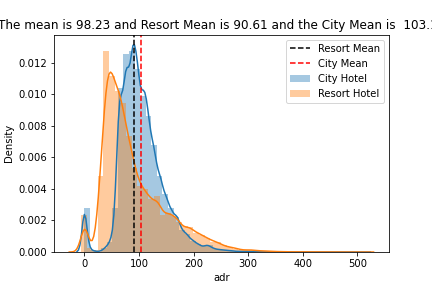 The mean is 98.23 and Resort Mean is 90.61 and the City Mean is 103.
Resort Mean
City Mean
City Hotel
Resort Hotel
0.012
0.010
0.008
0.006
0.004
0.002
0.000
Density
0
100
200
300
400
500
adr